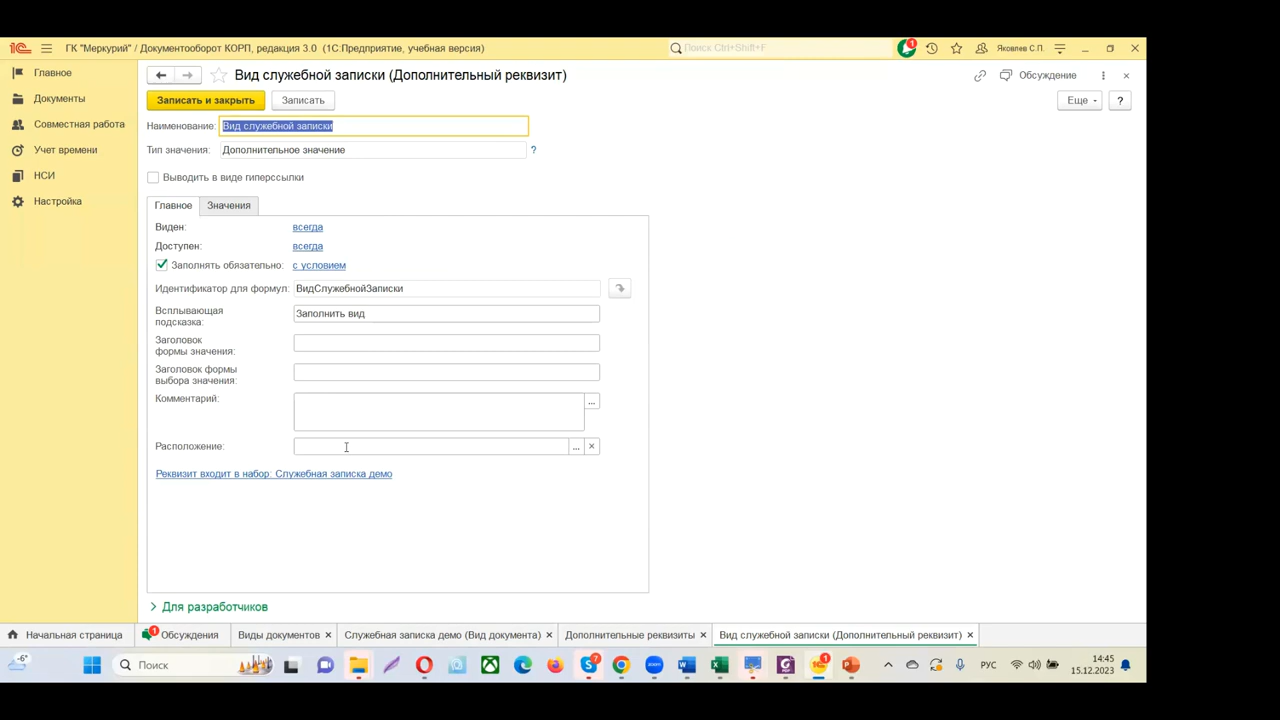 ГК "Меркурий" / Документооборот КОРП, редакция 3.0 (1С:Предприятие, учебная версия)
Поиск Ctrl+Shift+F
1
Яковлев С.П.
Главное
Документы
Совместная работа
Учет времени
НСИ
Настройка
Вид служебной записки (Дополнительный реквизит)
Обсуждение
Записать и закрыть
Записать
Еще
?
Наименование: Вид служебной записки
Тип значения: Дополнительное значение ?
Выводить в виде гиперссылки
Главное Значения
Виден: всегда
Доступен: всегда
Заполнять обязательно: с условием
Идентификатор для формул: ВидСлужебнойЗаписки
Всплывающая
подсказка:
Заполнить вид
Заголовок
формы значения:
Заголовок формы
выбора значения:
Комментарий: ...
Расположение: ...
Реквизит входит в набор: Служебная записка демо
Для разработчиков
Начальная страница
1
Обсуждения
Виды документов
Служебная записка демо (Вид документа)
Дополнительные реквизиты
Вид служебной записки (Дополнительный реквизит)
-6°
Поиск
7
1
РУС
14:45
15.12.2023